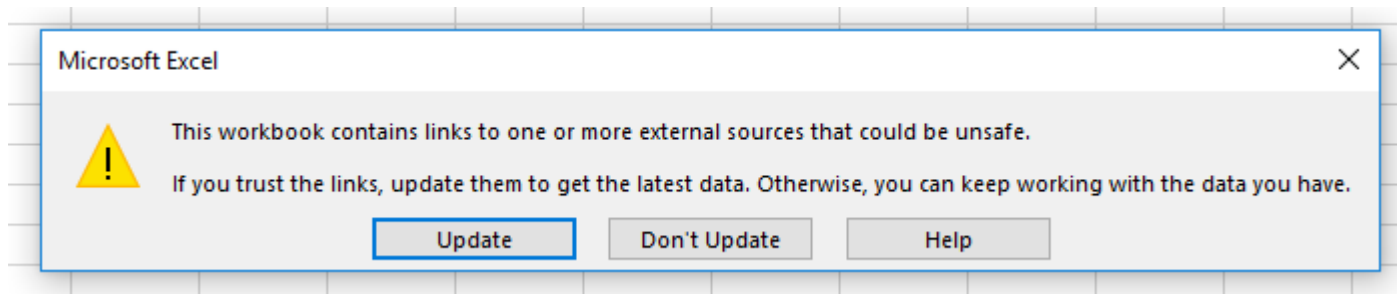 Microsoft Excel
This workbook contains links to one or more external sources that could be unsafe.
If you trust the links, update them to get the latest data. Otherwise, you can keep working with the data you have.
Update Don't Update Help